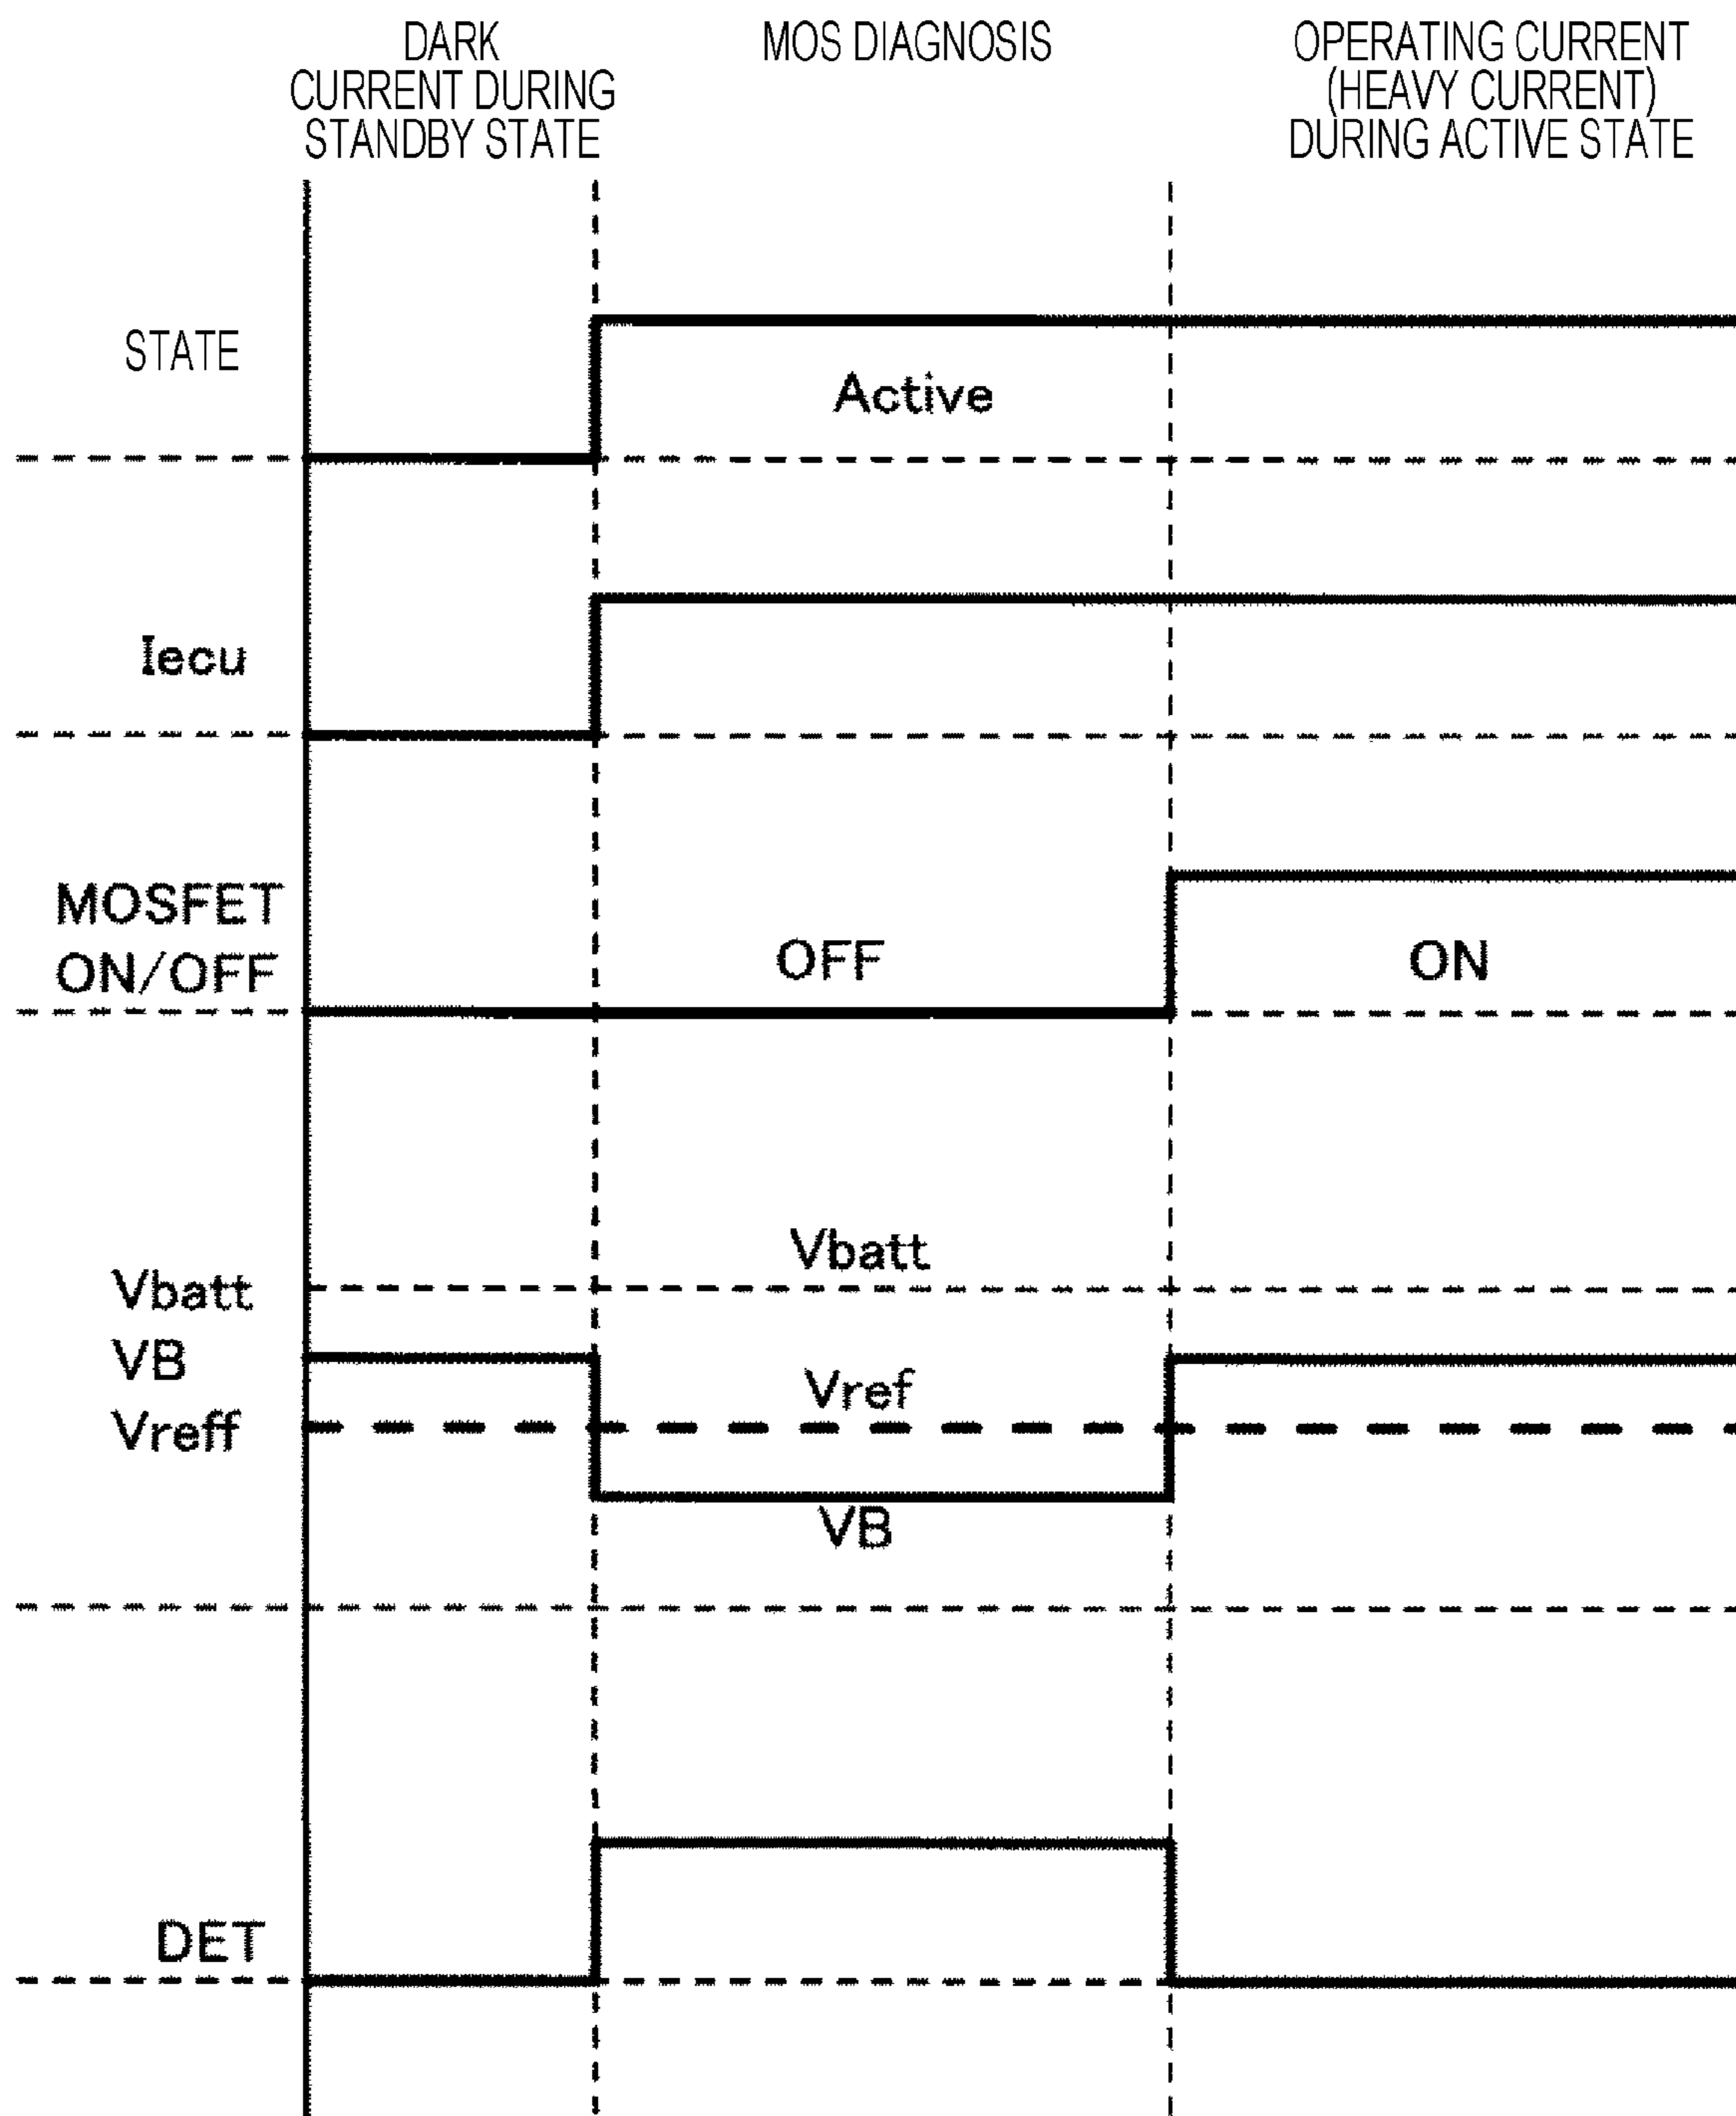 DARK
CURRENT DURING
STANDBY STATE
MOS DIAGNOSIS
OPERATING CURRENT
(HEAVY CURRENT)
DURING ACTIVE STATE
STATE
Active
Iecu
MOSFET
ON/OFF
OFF
ON
Vbatt
Vbatt
VB
Vref
Vreff
VB
DET